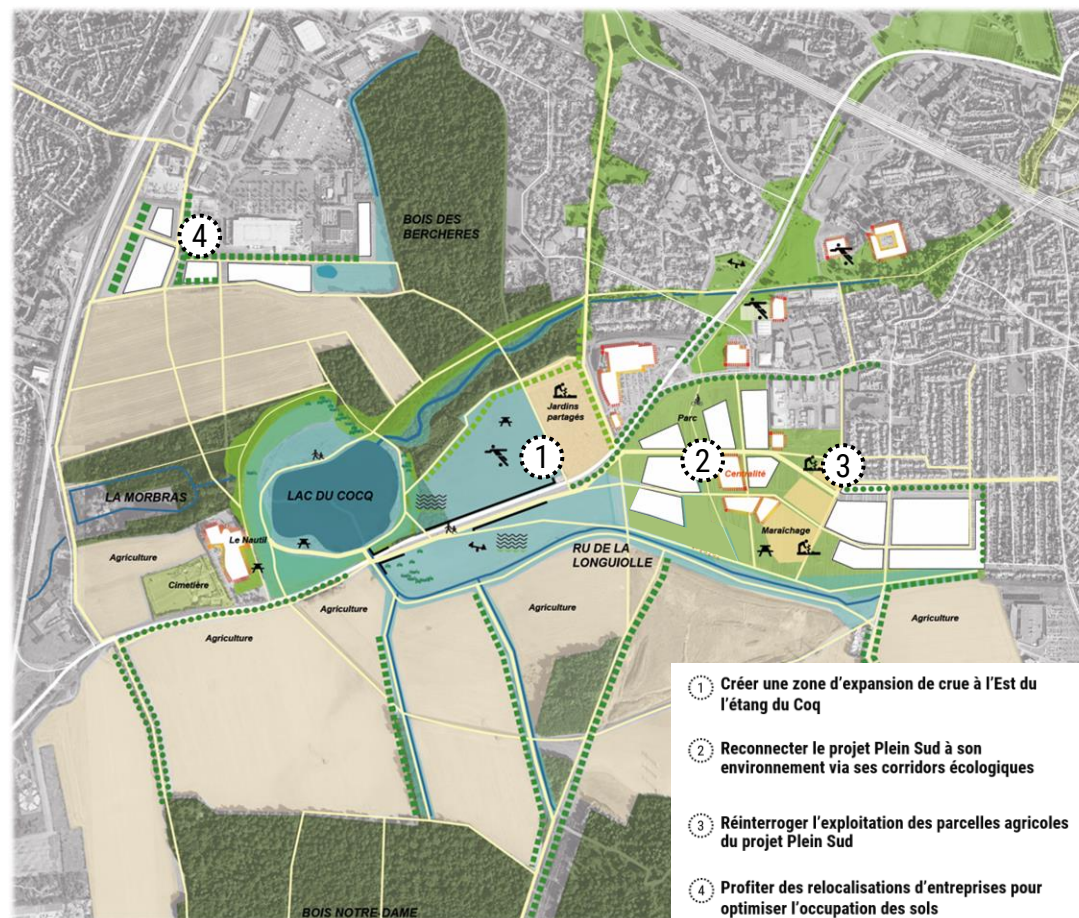 4
BOIS DES
BERCHERES
Jardins
partagés
Parc
1
2
Centralité
3
LA MORBRAS
LAC DU COCQ
Le Nautil
Maraîchage
Agriculture
RU DE LA
LONGUIOLLE
Cimetière
Agriculture
Agriculture
Agriculture
Agriculture
BOIS NOTRE-DAME
1 Créer une zone d'expansion de crue à l'Est du
l'étang du Coq
2 Reconnecter le projet Plein Sud à son
environnement via ses corridors écologiques
3 Réinterroger l'exploitation des parcelles agricoles
du projet Plein Sud
4 Profiter des relocalisations d'entreprises pour
optimiser l'occupation des sols